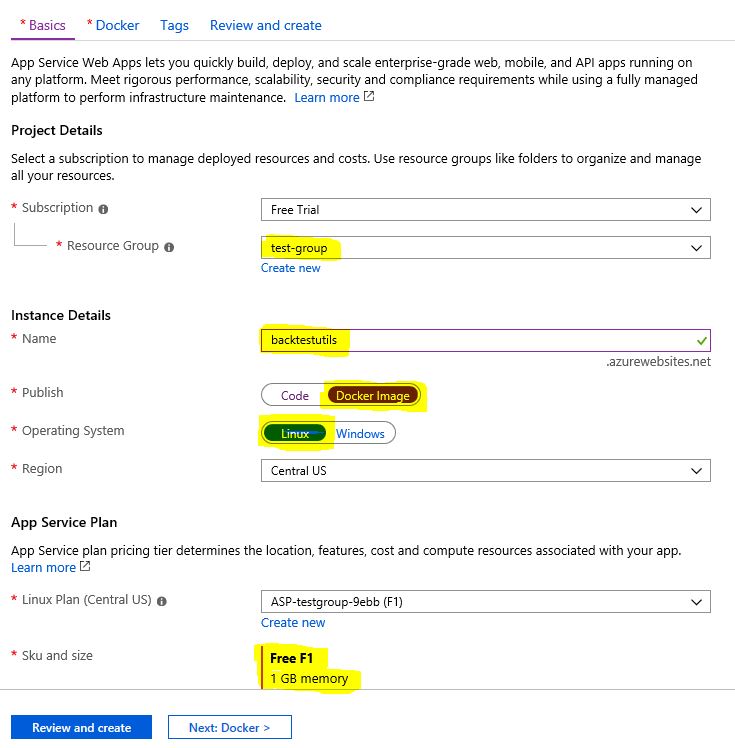 * Basics * Docker Tags Review and create
App Service Web Apps lets you quickly build, deploy, and scale enterprise-grade web, mobile, and API apps running on
any platform. Meet rigorous performance, scalability, security and compliance requirements while using a fully managed
platform to perform infrastructure maintenance. Learn more
Project Details
Select a subscription to manage deployed resources and costs. Use resource groups like folders to organize and manage
all your resources.
* Subscription Free Trial
* Resource Group test-group
Create new
Instance Details
* Name backtestutils
.azurewebsites.net
* Publish Code Docker Image
* Operating System Linux Windows
* Region Central US
App Service Plan
App Service plan pricing tier determines the location, features, cost and compute resources associated with your app.
Learn more
* Linux Plan (Central US) ASP-testgroup-9ebb (F1)
Create new
* Sku and size Free F1
1 GB memory
Review and create Next: Docker >